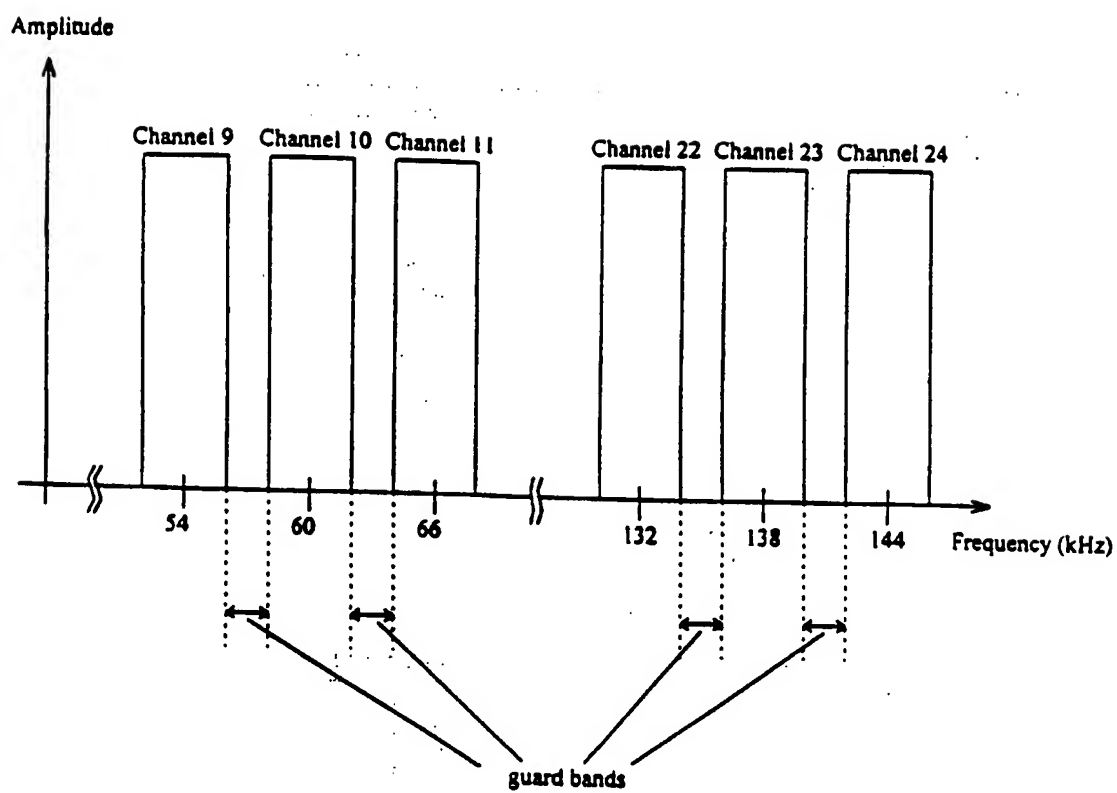 Amplitude
Channel 9 Channel 10 Channel 11 Channel 22 Channel 23 Channel 24
54 60 66 132 138 144 Frequency (kHz)
guard bands